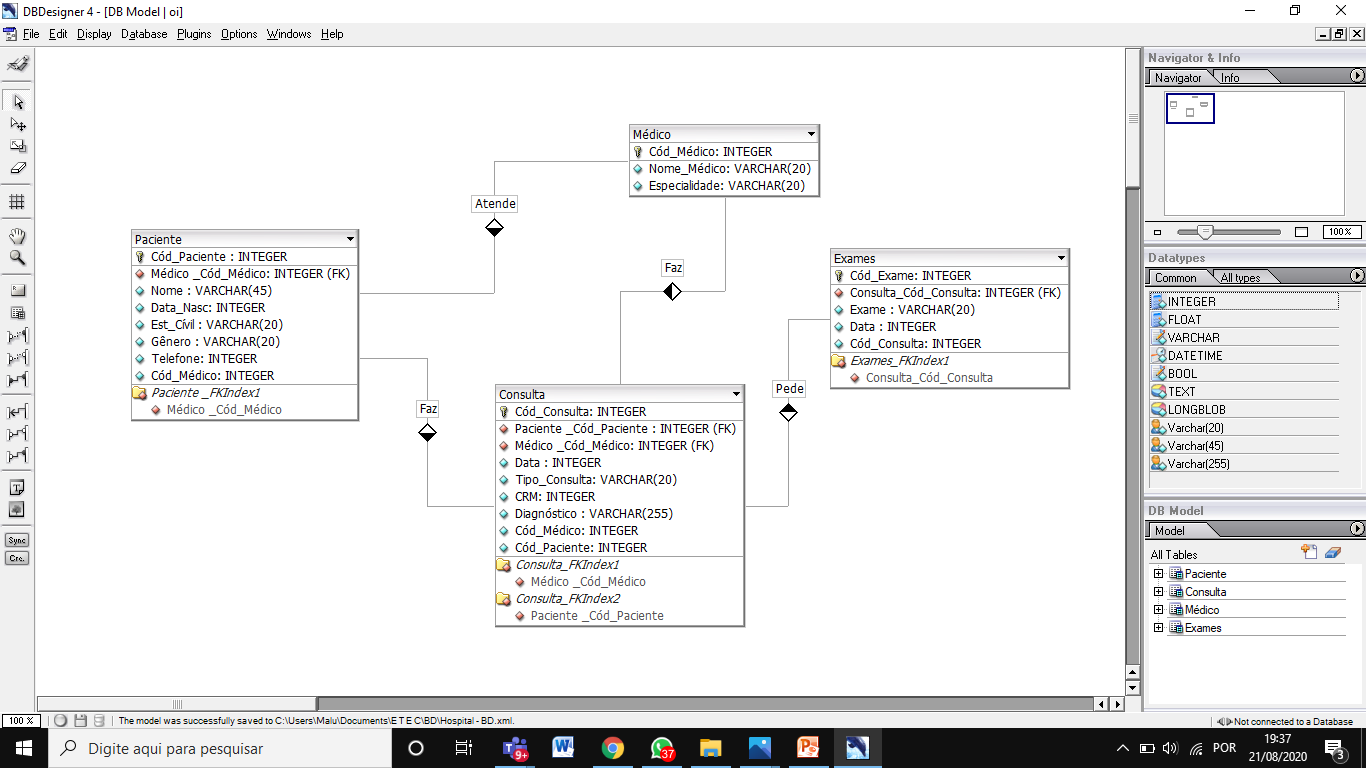 DBDesigner 4 - [DB Model | oi]
File Edit Display Database Plugins Options Windows Help
Médico
Cód_Médico: INTEGER
Nome_Médico: VARCHAR(20)
Especialidade: VARCHAR(20)
Atende
Paciente
Cód_Paciente : INTEGER
Médico _Cód_Médico: INTEGER (FK)
Nome : VARCHAR(45)
Data_Nasc: INTEGER
Est_Cívil : VARCHAR(20)
Gênero : VARCHAR(20)
Telefone: INTEGER
Cód_Médico: INTEGER
Paciente _FKIndex1
Médico _Cód_Médico
Faz
Exames
Cód_Exame: INTEGER
Consulta_Cód_Consulta: INTEGER (FK)
Exame : VARCHAR(20)
Data : INTEGER
Cód_Consulta: INTEGER
Exames_FKIndex1
Consulta_Cód_Consulta
Faz
Pede
Consulta
Cód_Consulta: INTEGER
Paciente _Cód_Paciente : INTEGER (FK)
Médico _Cód_Médico: INTEGER (FK)
Data : INTEGER
Tipo_Consulta: VARCHAR(20)
CRM: INTEGER
Diagnóstico : VARCHAR(255)
Cód_Médico: INTEGER
Cód_Paciente: INTEGER
Consulta_FKIndex1
Médico _Cód_Médico
Consulta_FKIndex2
Paciente _Cód_Paciente
Navigator & Info
Navigator Info
100%
Datatypes
Common All types
INTEGER
FLOAT
VARCHAR
DATETIME
BOOL
TEXT
LONGBLOB
Varchar(20)
Varchar(45)
Varchar(255)
DB Model
Model
All Tables
Paciente
Consulta
Médico
Exames
Sync
Crc.
100 % The model was successfully saved to C:\Users\Malu\Documents\E T E C\BD\Hospital - BD.xml. Not connected to a Database
Digite aqui para pesquisar
9+
W
37
P
POR
19:37
21/08/2020
3